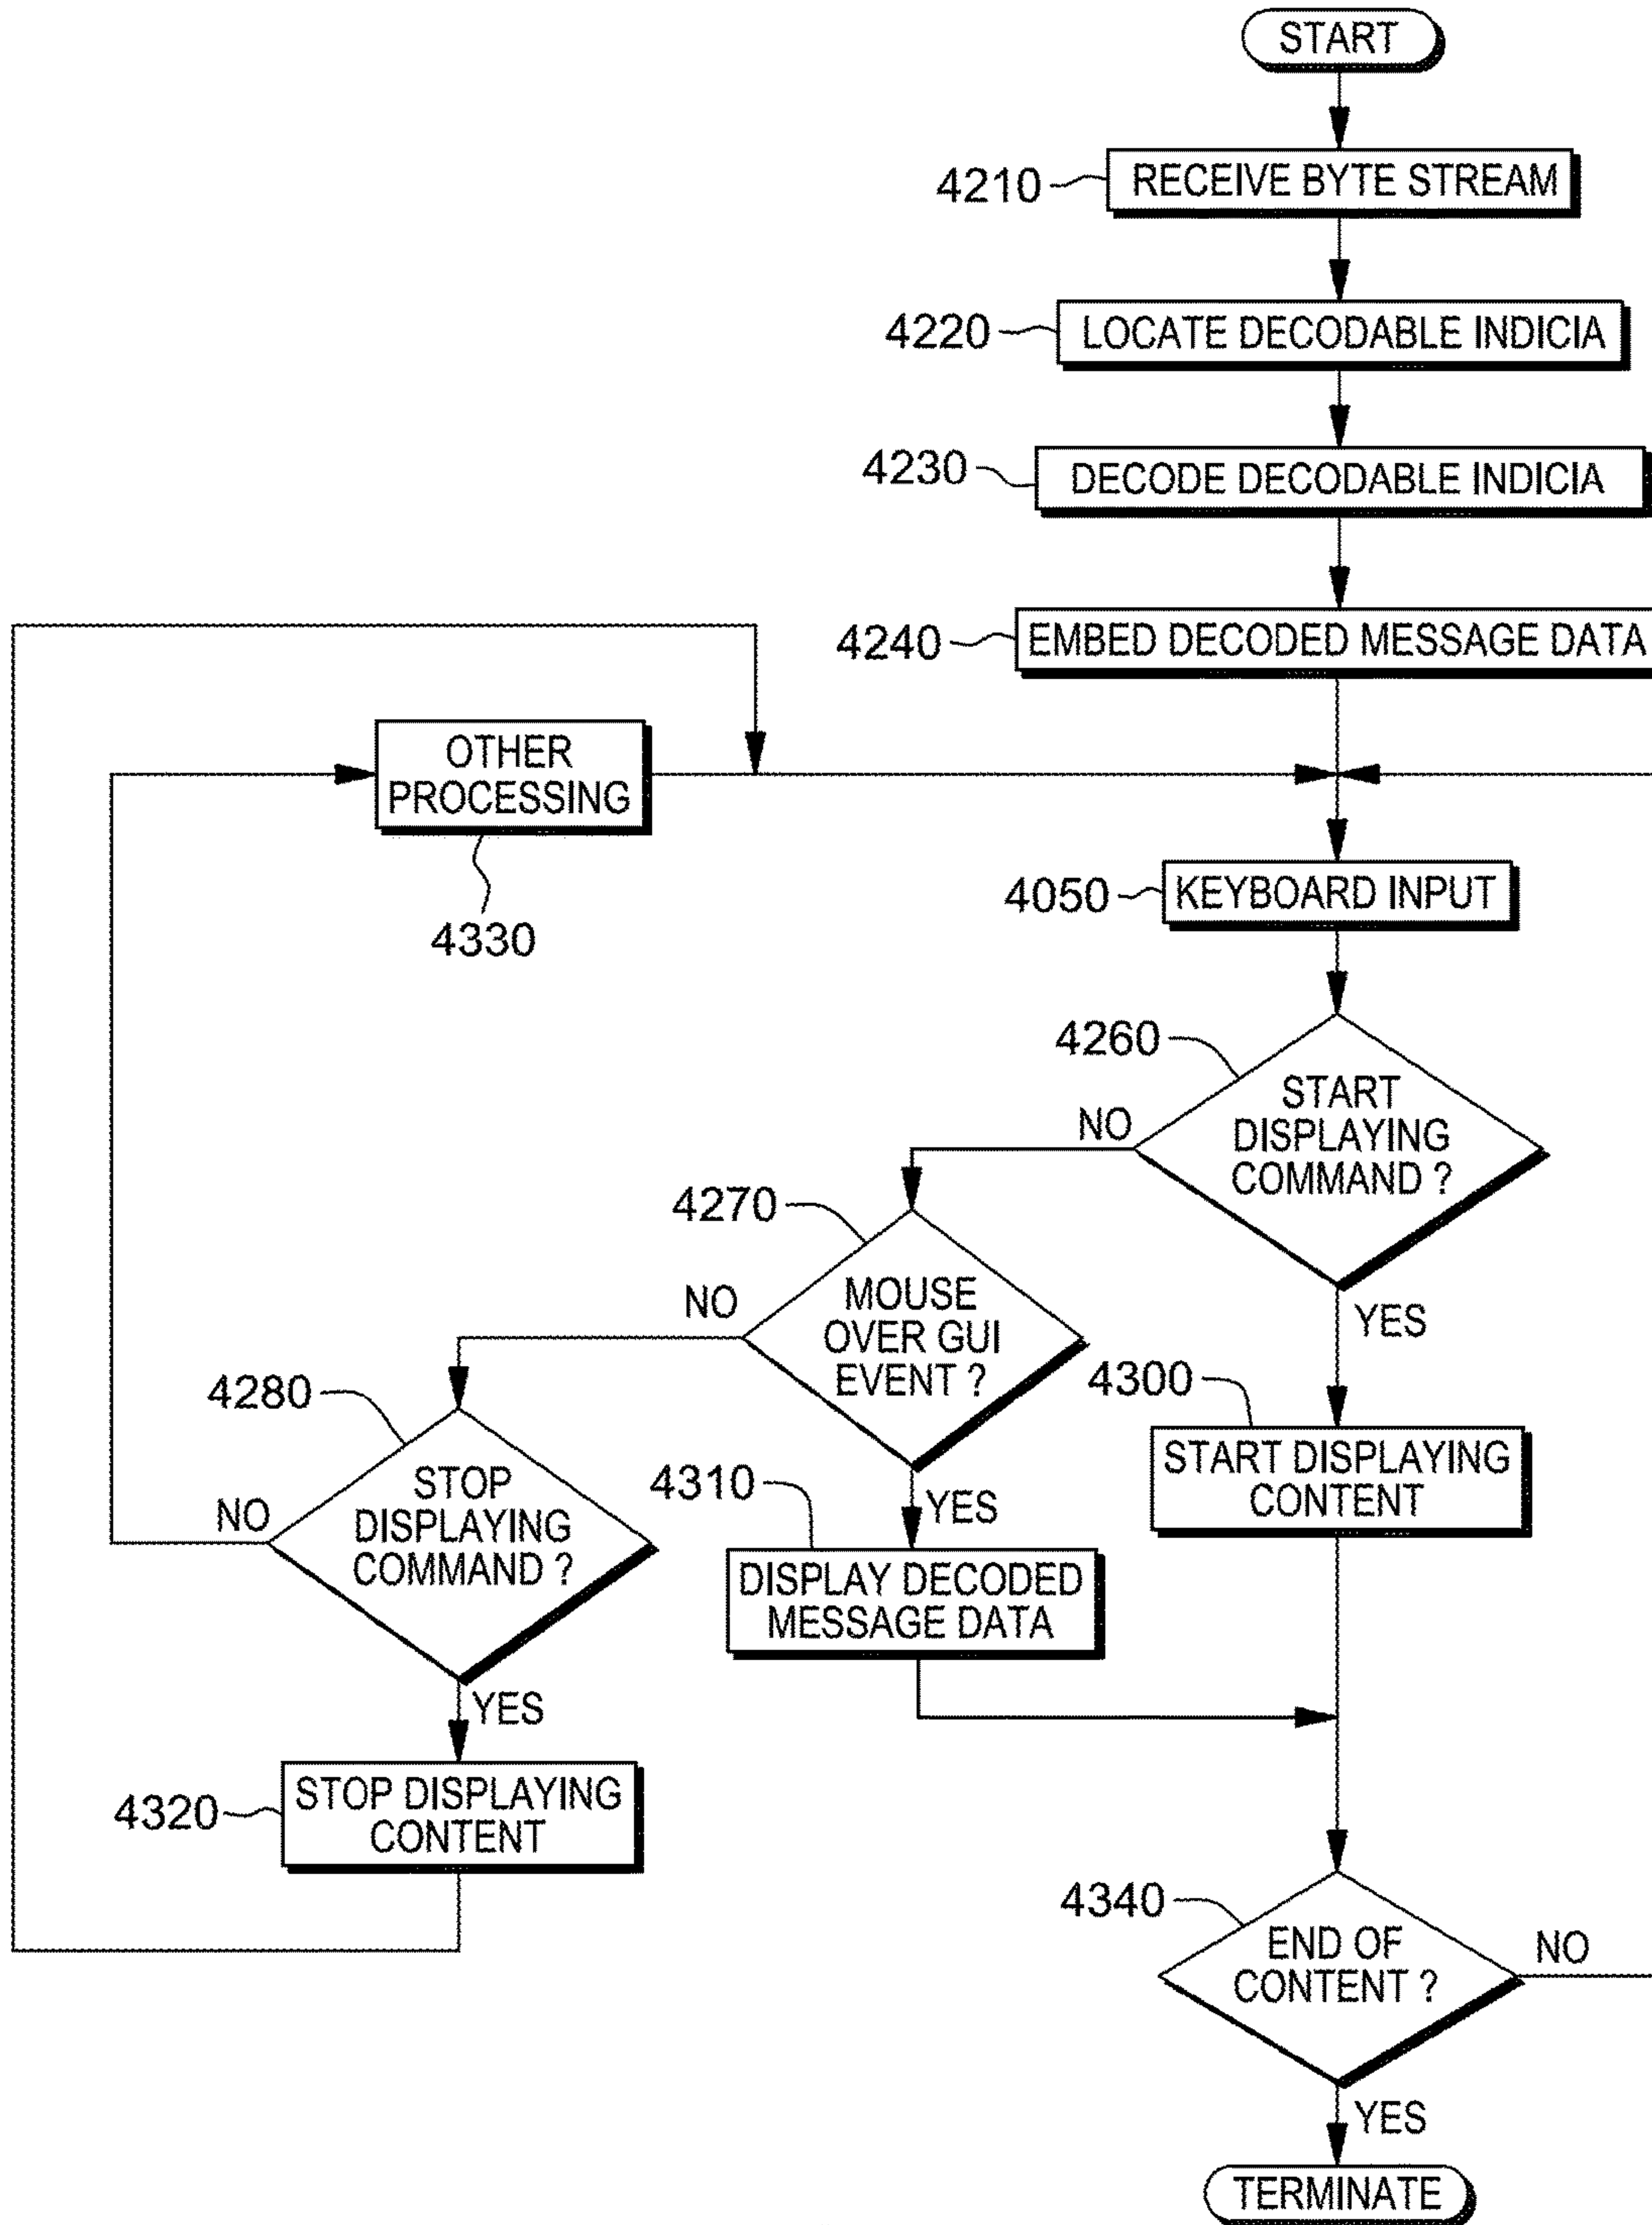 START
4210
RECEIVE BYTE STREAM
4220
LOCATE DECODABLE INDICIA
4230
DECODE DECODABLE INDICIA
4240
EMBED DECODED MESSAGE DATA
OTHER
PROCESSING
4330
4050
KEYBOARD INPUT
4260
START
DISPLAYING
COMMAND ?
NO
YES
4270
MOUSE
OVER GUI
EVENT ?
NO
YES
4300
START DISPLAYING
CONTENT
4280
STOP
DISPLAYING
COMMAND ?
NO
YES
4310
DISPLAY DECODED
MESSAGE DATA
4320
STOP DISPLAYING
CONTENT
4340
END OF
CONTENT ?
NO
YES
TERMINATE